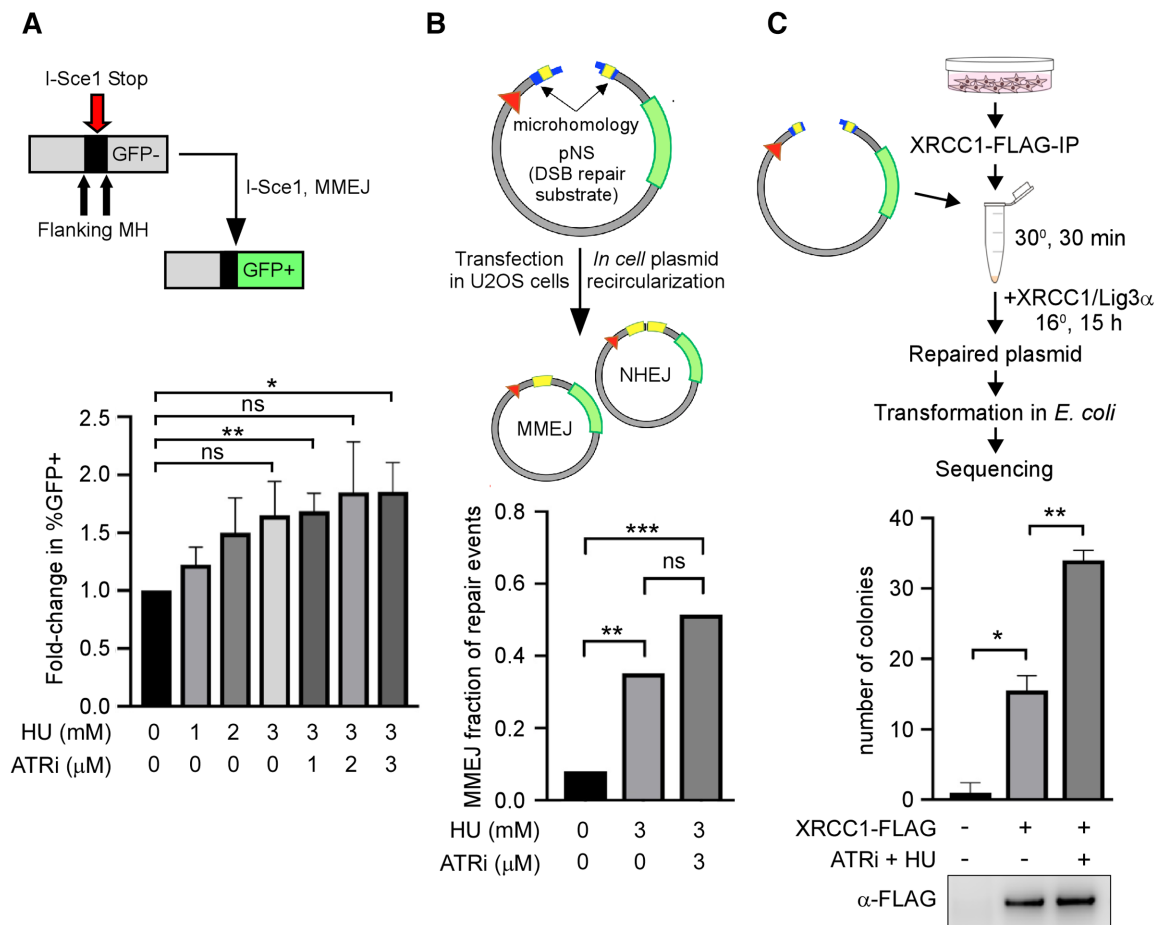 A
I-Sce1 Stop
GFP-
I-Sce1, MMEJ
Flanking MH
GFP+
Fold-change in %GFP+
2.5
2.0
1.5
1.0
0.5
0.0
*
ns
**
ns
HU (mM) 0 1 2 3 3 3 3
ATRi (μM) 0 0 0 0 1 2 3
B
microhomology
pNS
(DSB repair
substrate)
Transfection
in U2OS cells
In cell plasmid
recircularization
NHEJ
MMEJ
MMEJ fraction of repair events
0.8
0.6
0.4
0.2
0.0
***
ns
**
HU (mM) 0 3 3
ATRi (μM) 0 0 3
C
XRCC1-FLAG-IP
30⁰, 30 min
+XRCC1/Lig3α
16⁰, 15 h
Repaired plasmid
Transformation in E. coli
Sequencing
number of colonies
40
30
20
10
0
**
*
XRCC1-FLAG - + +
ATRi + HU - - +
α-FLAG